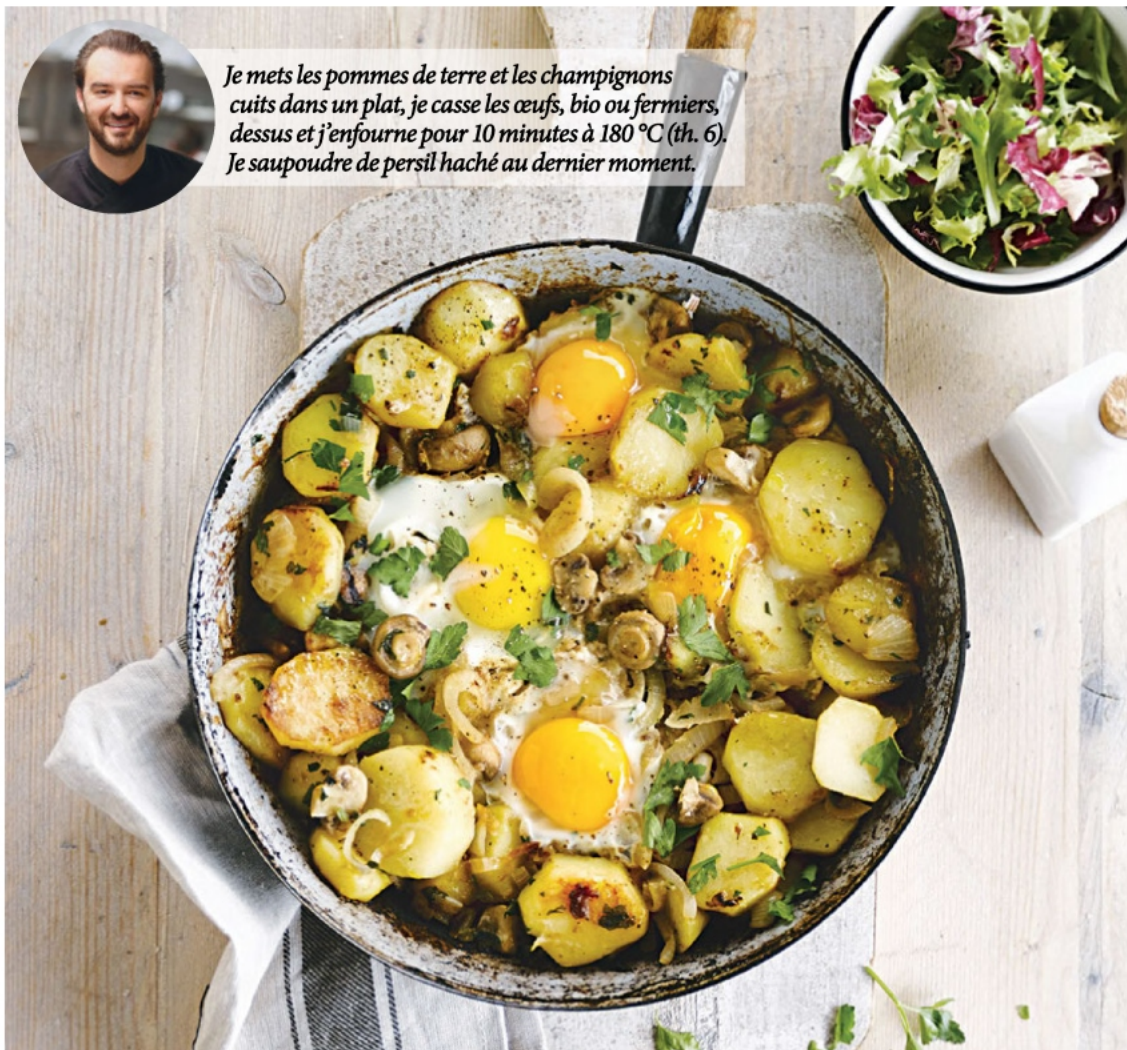 Je mets les pommes de terre et les champignons
cuits dans un plat, je casse les œufs, bio ou fermiers,
dessus et j’enfourne pour 10 minutes à 180 °C (th. 6).
Je saupoudre de persil haché au dernier moment.